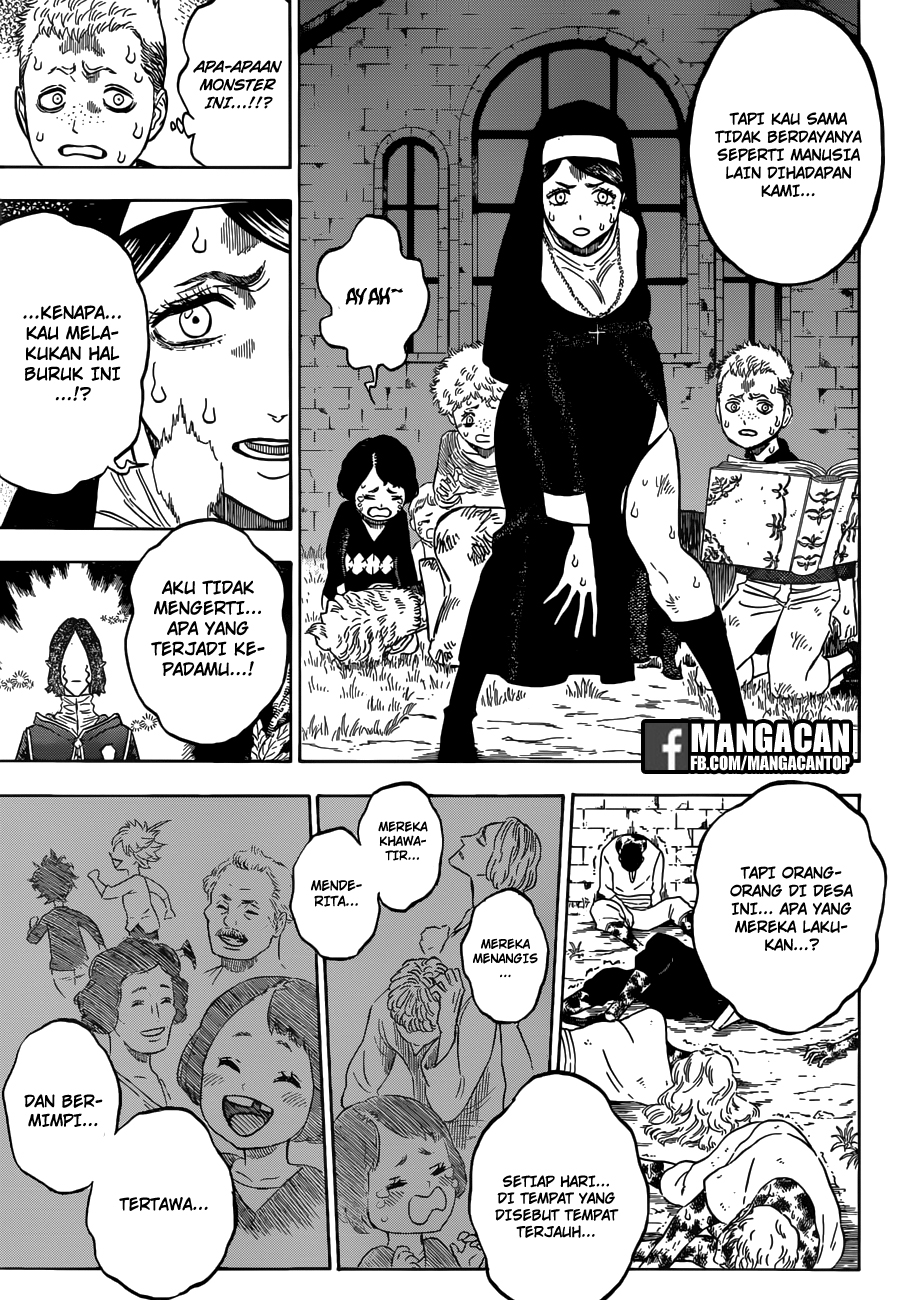 TAPI KAU SAMA
TIDAK BERDAYANYA
SEPERTI MANUSIA
LAIN DIHADAPAN
KAMI...
AYAH~
APA-APAAN
MONSTER
INI...!!?
...KENAPA...
KAU MELA-
KUKAN HAL
BURUK INI
...!?
AKU TIDAK
MENGERTI...
APA YANG
TERJADI KE-
PADAMU...!
MANGACAN
FB.COM/MANGACANTOP
TAPI ORANG-
ORANG DI DESA
INI... APA YANG
MEREKA LAKU-
KAN...?
SETIAP HARI...
DI TEMPAT YANG
DISEBUT TEMPAT
TERJAUH...
MEREKA
MENANGIS
...
MEREKA
KHAWA-
TIR...
MENDE-
RITA...
TERTAWA...
DAN BER-
MIMPI...